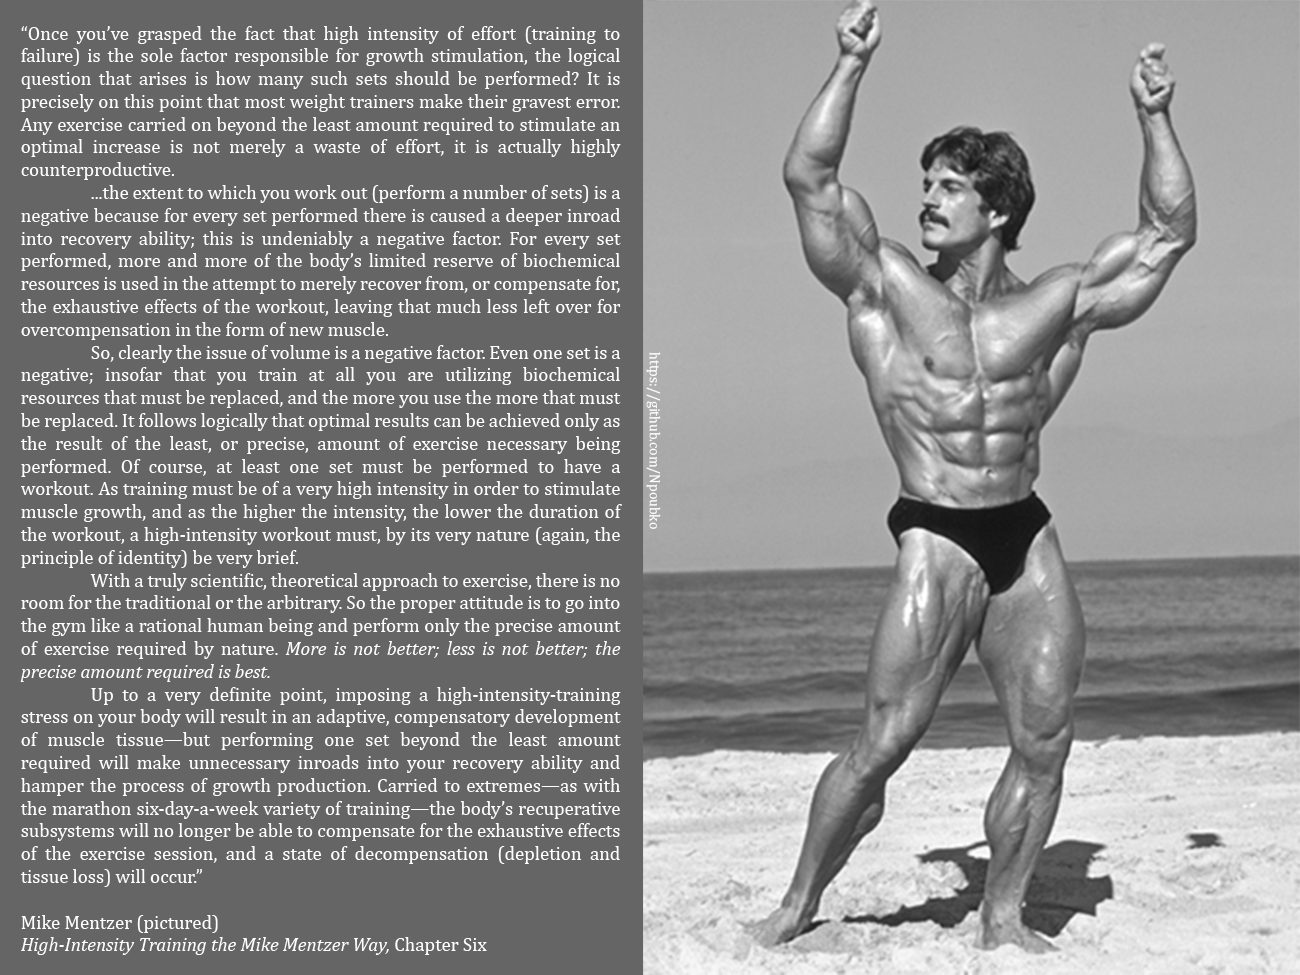 “Once you’ve grasped the fact that high intensity of effort (training to
failure) is the sole factor responsible for growth stimulation, the logical
question that arises is how many such sets should be performed? It is
precisely on this point that most weight trainers make their gravest error.
Any exercise carried on beyond the least amount required to stimulate an
optimal increase is not merely a waste of effort, it is actually highly
counterproductive.
...the extent to which you work out (perform a number of sets) is a
negative because for every set performed there is caused a deeper inroad
into recovery ability; this is undeniably a negative factor. For every set
performed, more and more of the body’s limited reserve of biochemical
resources is used in the attempt to merely recover from, or compensate for,
the exhaustive effects of the workout, leaving that much less left over for
overcompensation in the form of new muscle.
So, clearly the issue of volume is a negative factor. Even one set is a
negative; insofar that you train at all you are utilizing biochemical
resources that must be replaced, and the more you use the more that must
be replaced. It follows logically that optimal results can be achieved only as
the result of the least, or precise, amount of exercise necessary being
performed. Of course, at least one set must be performed to have a
workout. As training must be of a very high intensity in order to stimulate
muscle growth, and as the higher the intensity, the lower the duration of
the workout, a high-intensity workout must, by its very nature (again, the
principle of identity) be very brief.
With a truly scientific, theoretical approach to exercise, there is no
room for the traditional or the arbitrary. So the proper attitude is to go into
the gym like a rational human being and perform only the precise amount
of exercise required by nature. More is not better; less is not better; the
precise amount required is best.
Up to a very definite point, imposing a high-intensity-training
stress on your body will result in an adaptive, compensatory development
of muscle tissue—but performing one set beyond the least amount
required will make unnecessary inroads into your recovery ability and
hamper the process of growth production. Carried to extremes—as with
the marathon six-day-a-week variety of training—the body’s recuperative
subsystems will no longer be able to compensate for the exhaustive effects
of the exercise session, and a state of decompensation (depletion and
tissue loss) will occur.”
Mike Mentzer (pictured)
High-Intensity Training the Mike Mentzer Way, Chapter Six
https://github.com/Npoubko